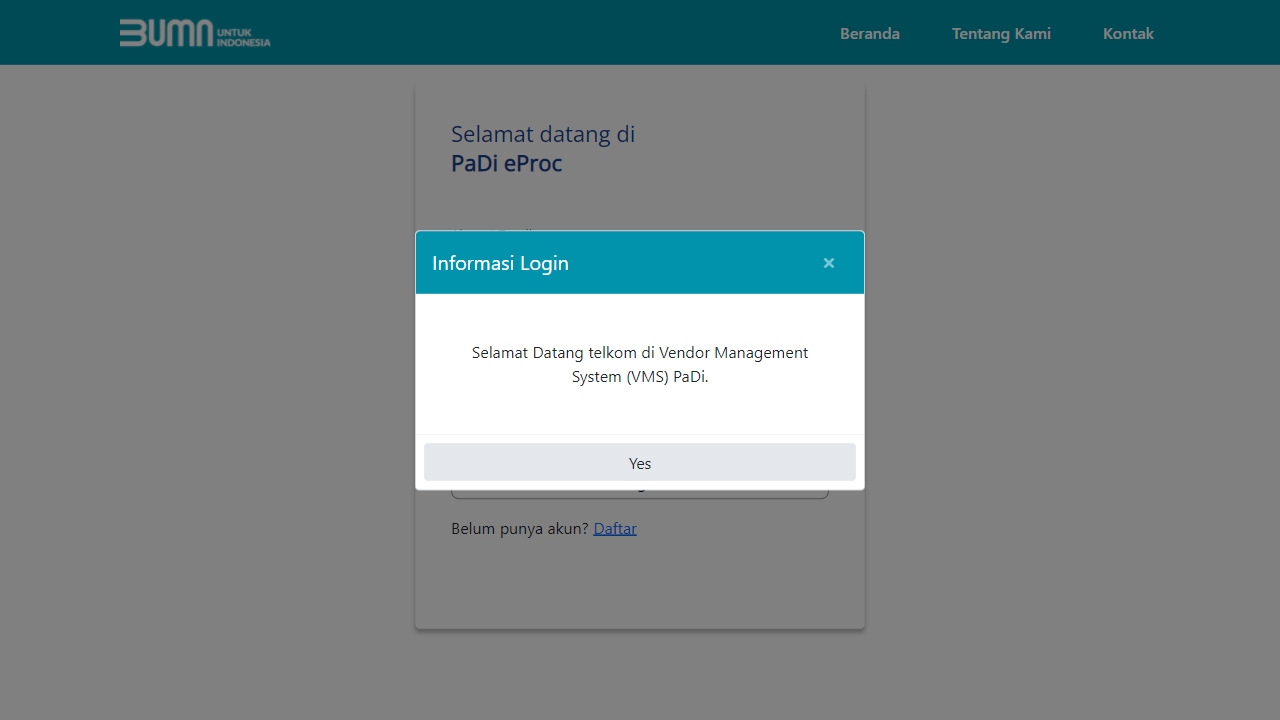 BUMN UNTUK
INDONESIA
Beranda
Tentang Kami
Kontak
Selamat datang di
PaDi eProc
Informasi Login
×
Selamat Datang telkom di Vendor Management
System (VMS) PaDi.
Yes
Belum punya akun? Daftar